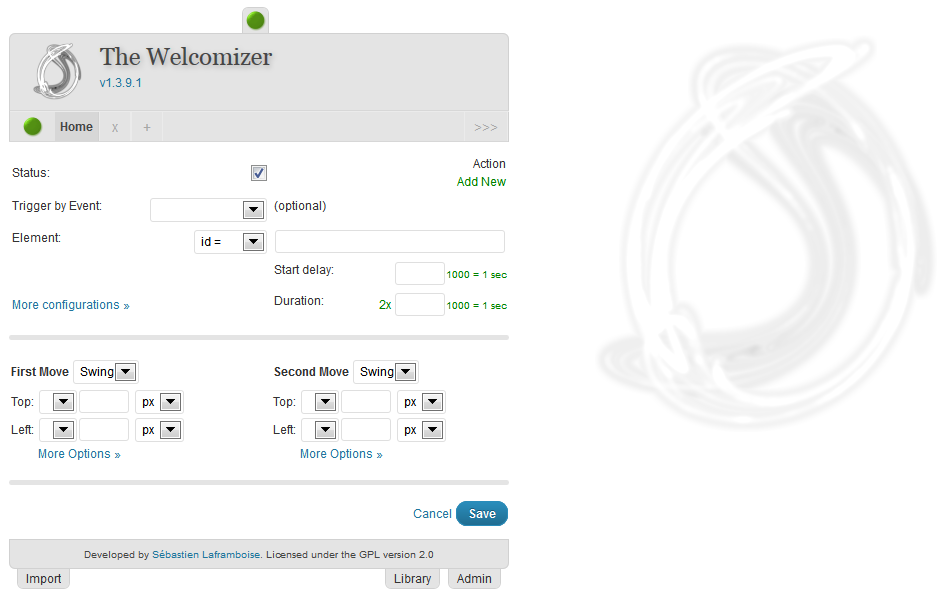 The Welcomizer
v1.3.9.1
Home x + >>>
Status: Action
Add New
Trigger by Event: (optional)
Element: id =
Start delay: 1000 = 1 sec
More configurations » Duration: 2x 1000 = 1 sec
First Move Swing Second Move Swing
Top: px Top: px
Left: px Left: px
More Options » More Options »
Cancel Save
Developed by Sébastien Laframboise. Licensed under the GPL version 2.0
Import Library Admin